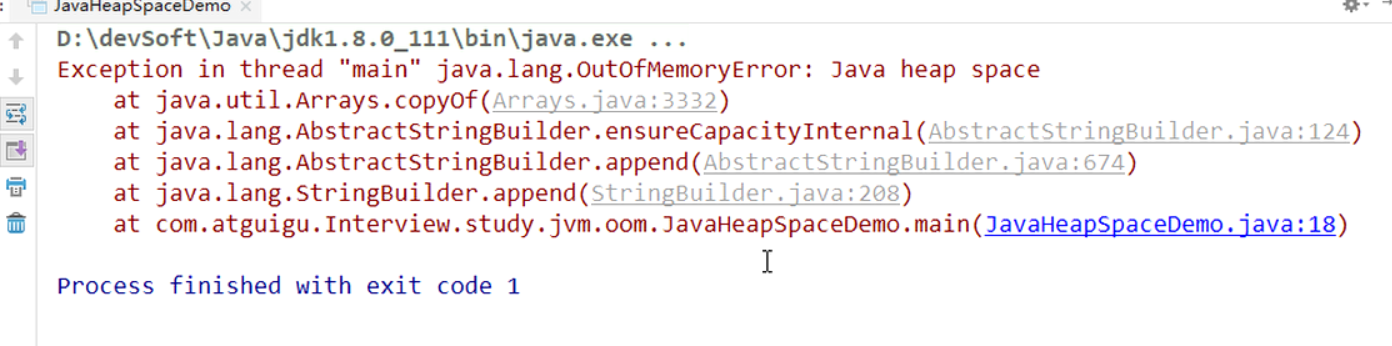 JavaHeapSpaceDemo ×
D:\devSoft\Java\jdk1.8.0_111\bin\java.exe ...
Exception in thread "main" java.lang.OutOfMemoryError: Java heap space
at java.util.Arrays.copyOf(Arrays.java:3332)
at java.lang.AbstractStringBuilder.ensureCapacityInternal(AbstractStringBuilder.java:124)
at java.lang.AbstractStringBuilder.append(AbstractStringBuilder.java:674)
at java.lang.StringBuilder.append(StringBuilder.java:208)
at com.atguigu.Interview.study.jvm.oom.JavaHeapSpaceDemo.main(JavaHeapSpaceDemo.java:18)
Process finished with exit code 1